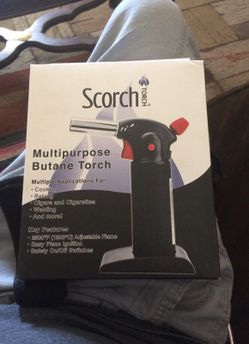 Scorch
TORCH
Multipurpose
Butane Torch
Multiple Applications For
• Cooking
• Baking
• Cigars and Cigarettes
• Welding
• And more!
Key Features
• Easy Piezo Ignition
• Safety On/Off Switches